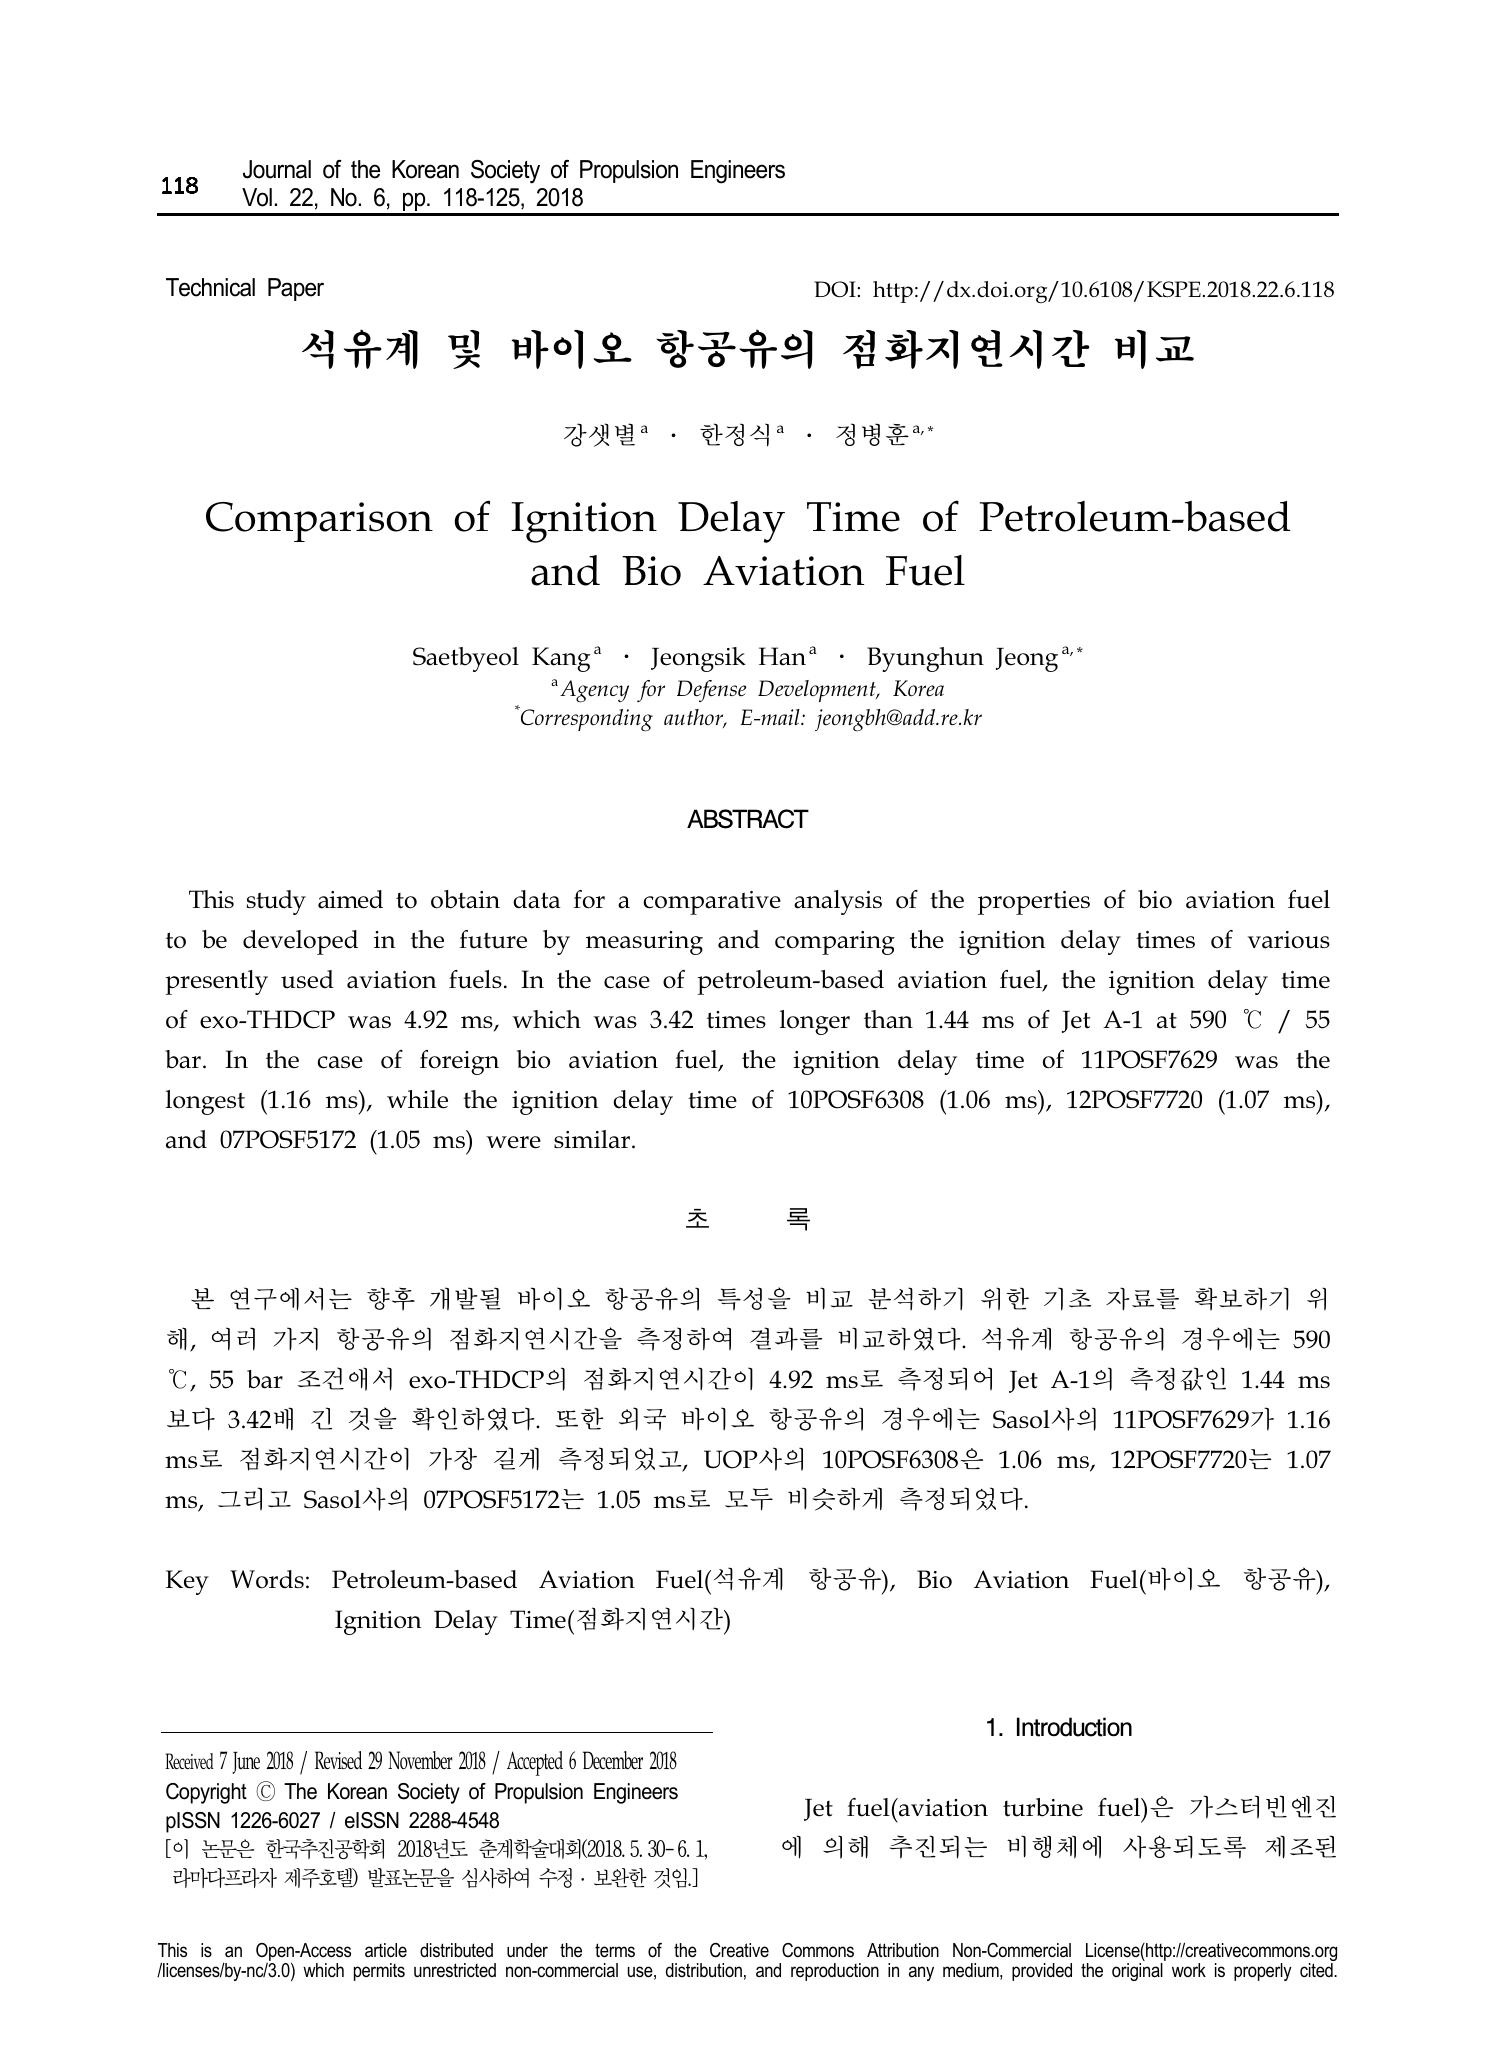 118
Journal of the Korean Society of Propulsion Engineers
Vol. 22, No. 6, pp. 118-125, 2018
Technical Paper
DOI: http://dx.doi.org/10.6108/KSPE.2018.22.6.118
석유계 및 바이오 항공유의 점화지연시간 비교
강샛별ª · 한정식ª · 정병훈ª,*
Comparison of Ignition Delay Time of Petroleum-based
and Bio Aviation Fuel
Saetbyeol Kangª · Jeongsik Hanª · Byunghun Jeongª,*
ªAgency for Defense Development, Korea
*Corresponding author, E-mail: jeongbh@add.re.kr
ABSTRACT
This study aimed to obtain data for a comparative analysis of the properties of bio aviation fuel
to be developed in the future by measuring and comparing the ignition delay times of various
presently used aviation fuels. In the case of petroleum-based aviation fuel, the ignition delay time
of exo-THDCP was 4.92 ms, which was 3.42 times longer than 1.44 ms of Jet A-1 at 590 ℃ / 55
bar. In the case of foreign bio aviation fuel, the ignition delay time of 11POSF7629 was the
longest (1.16 ms), while the ignition delay time of 10POSF6308 (1.06 ms), 12POSF7720 (1.07 ms),
and 07POSF5172 (1.05 ms) were similar.
초 록
본 연구에서는 향후 개발될 바이오 항공유의 특성을 비교 분석하기 위한 기초 자료를 확보하기 위
해, 여러 가지 항공유의 점화지연시간을 측정하여 결과를 비교하였다. 석유계 항공유의 경우에는 590
℃, 55 bar 조건애서 exo-THDCP의 점화지연시간이 4.92 ms로 측정되어 Jet A-1의 측정값인 1.44 ms
보다 3.42배 긴 것을 확인하였다. 또한 외국 바이오 항공유의 경우에는 Sasol사의 11POSF7629가 1.16
ms로 점화지연시간이 가장 길게 측정되었고, UOP사의 10POSF6308은 1.06 ms, 12POSF7720는 1.07
ms, 그리고 Sasol사의 07POSF5172는 1.05 ms로 모두 비슷하게 측정되었다.
Key Words: Petroleum-based Aviation Fuel(석유계 항공유), Bio Aviation Fuel(바이오 항공유),
Ignition Delay Time(점화지연시간)
Received 7 June 2018 / Revised 29 November 2018 / Accepted 6 December 2018
Copyright Ⓒ The Korean Society of Propulsion Engineers
pISSN 1226-6027 / eISSN 2288-4548
[이 논문은 한국추진공학회 2018년도 춘계학술대회(2018. 5. 30-6. 1,
라마다프라자 제주호텔) 발표논문을 심사하여 수정 · 보완한 것임.]
1. Introduction
Jet fuel(aviation turbine fuel)은 가스터빈엔진
에 의해 추진되는 비행체에 사용되도록 제조된
This is an Open-Access article distributed under the terms of the Creative Commons Attribution Non-Commercial License(http://creativecommons.org
/licenses/by-nc/3.0) which permits unrestricted non-commercial use, distribution, and reproduction in any medium, provided the original work is properly cited.